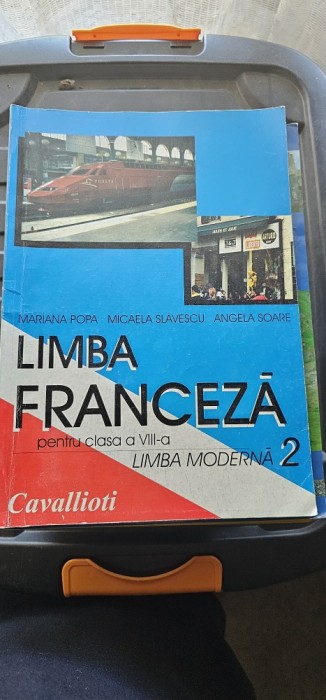 MARIANA POPA MICAELA SLAVESCU ANGELA SOARE
LIMBA
FRANCEZĂ
pentru clasa a VIII-a
LIMBA MODERNĂ 2
Cavallioti